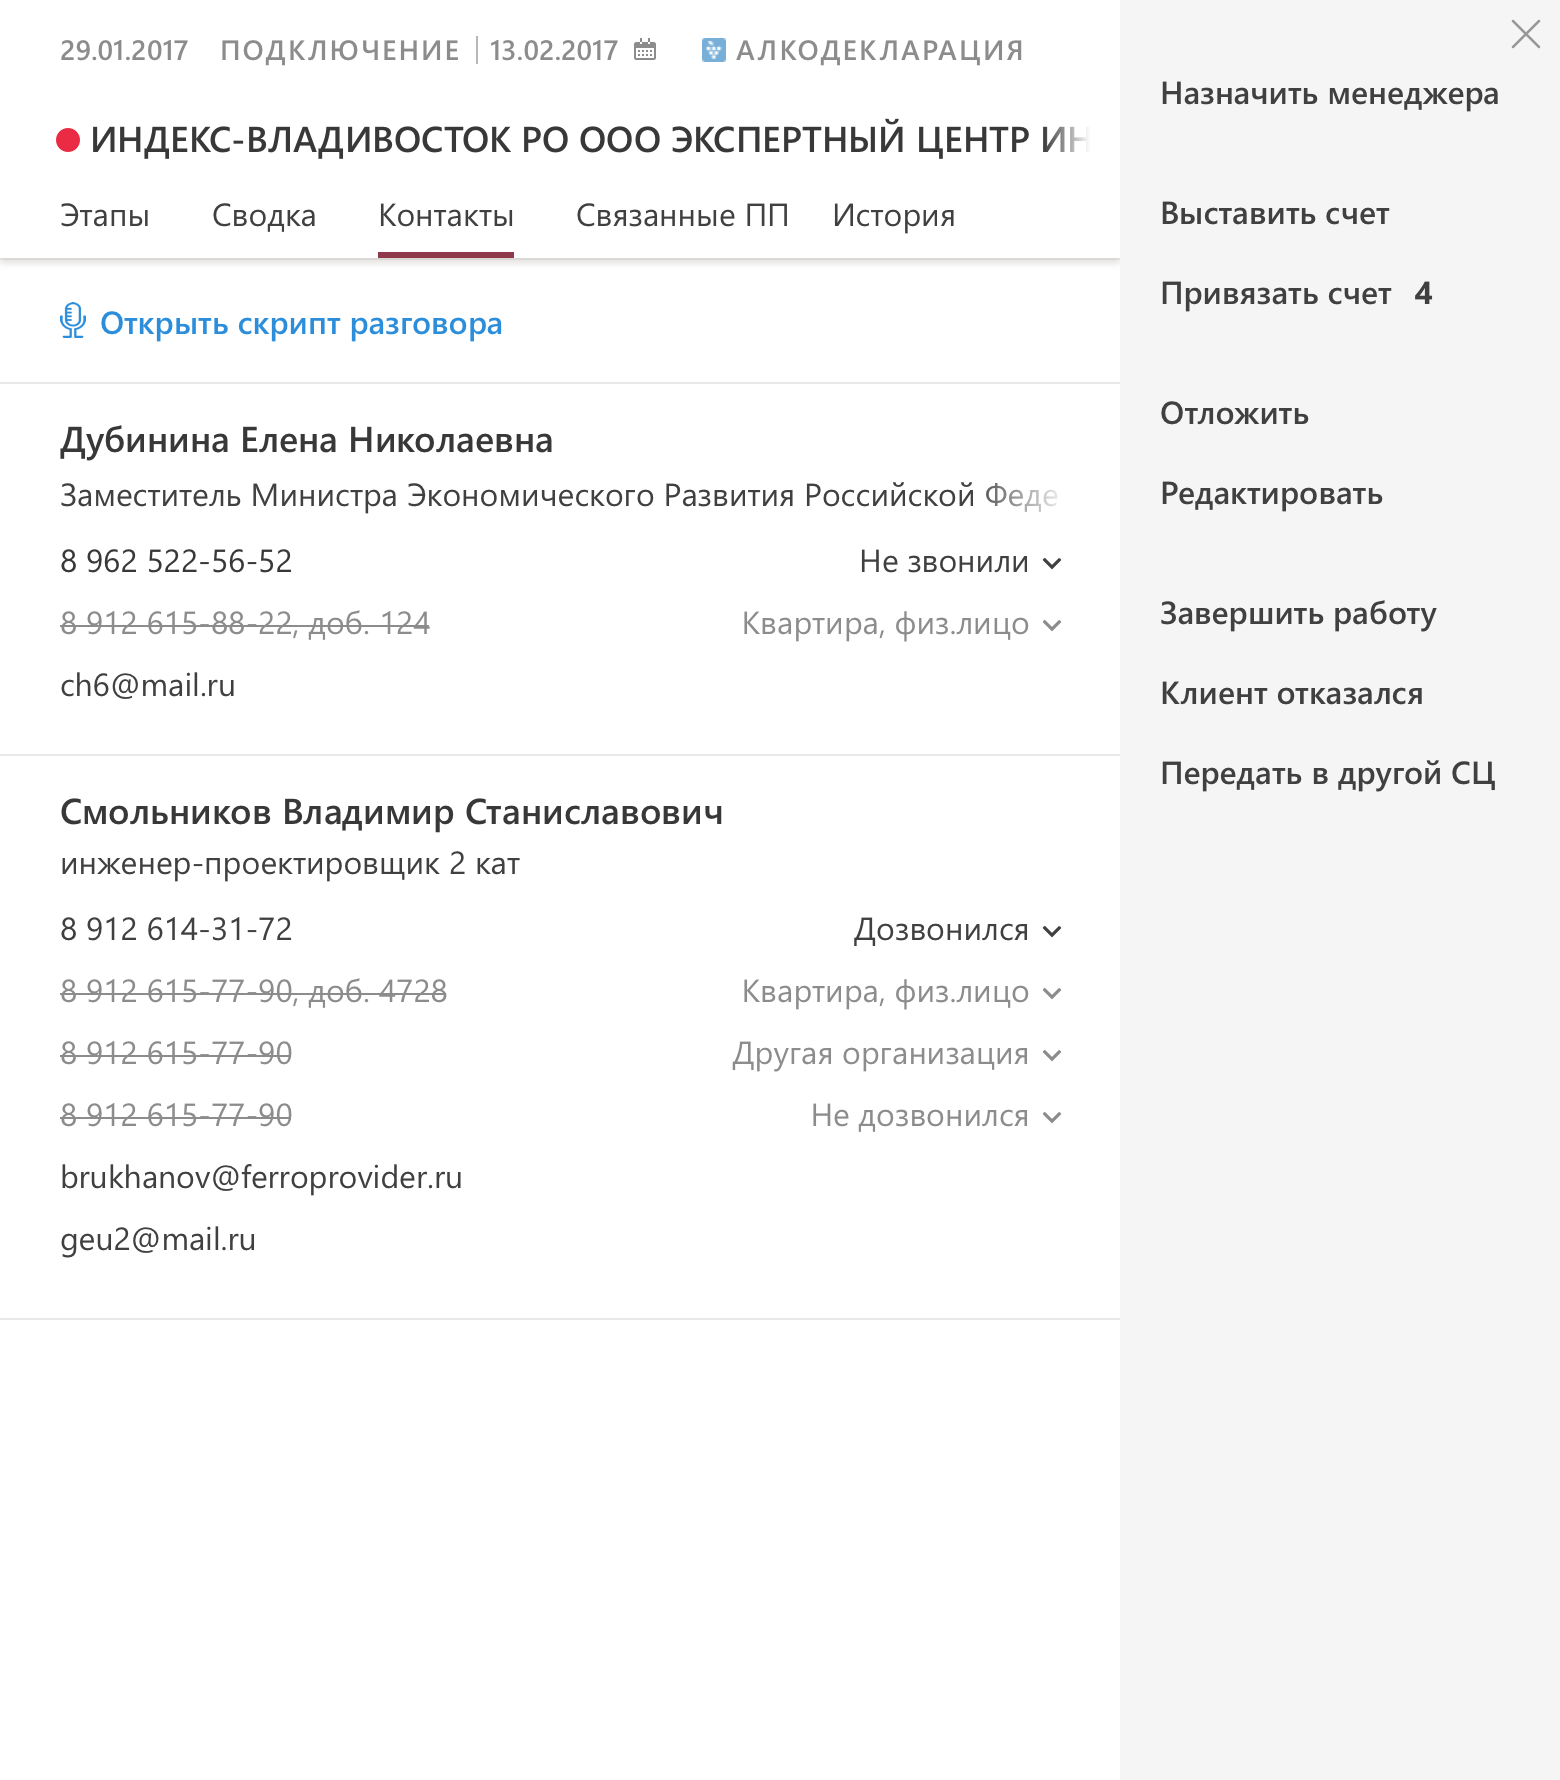 29.01.2017 ПОДКЛЮЧЕНИЕ 13.02.2017 АЛКОДЕКЛАРАЦИЯ
ИНДЕКС-ВЛАДИВОСТОК РО ООО ЭКСПЕРТНЫЙ ЦЕНТР ИН
Этапы Сводка Контакты Связанные ПП История
Открыть скрипт разговора
Дубинина Елена Николаевна
Заместитель Министра Экономического Развития Российской Феде
8 962 522-56-52 Не звонили
8 912 615-88-22, доб. 124 Квартира, физ.лицо
ch6@mail.ru
Смольников Владимир Станиславович
инженер-проектировщик 2 кат
8 912 614-31-72 Дозвонился
8 912 615-77-90, доб. 4728 Квартира, физ.лицо
8 912 615-77-90 Другая организация
8 912 615-77-90 Не дозвонился
brukhanov@ferroprovider.ru
geu2@mail.ru
Назначить менеджера
Выставить счет
Привязать счет 4
Отложить
Редактировать
Завершить работу
Клиент отказался
Передать в другой СЦ